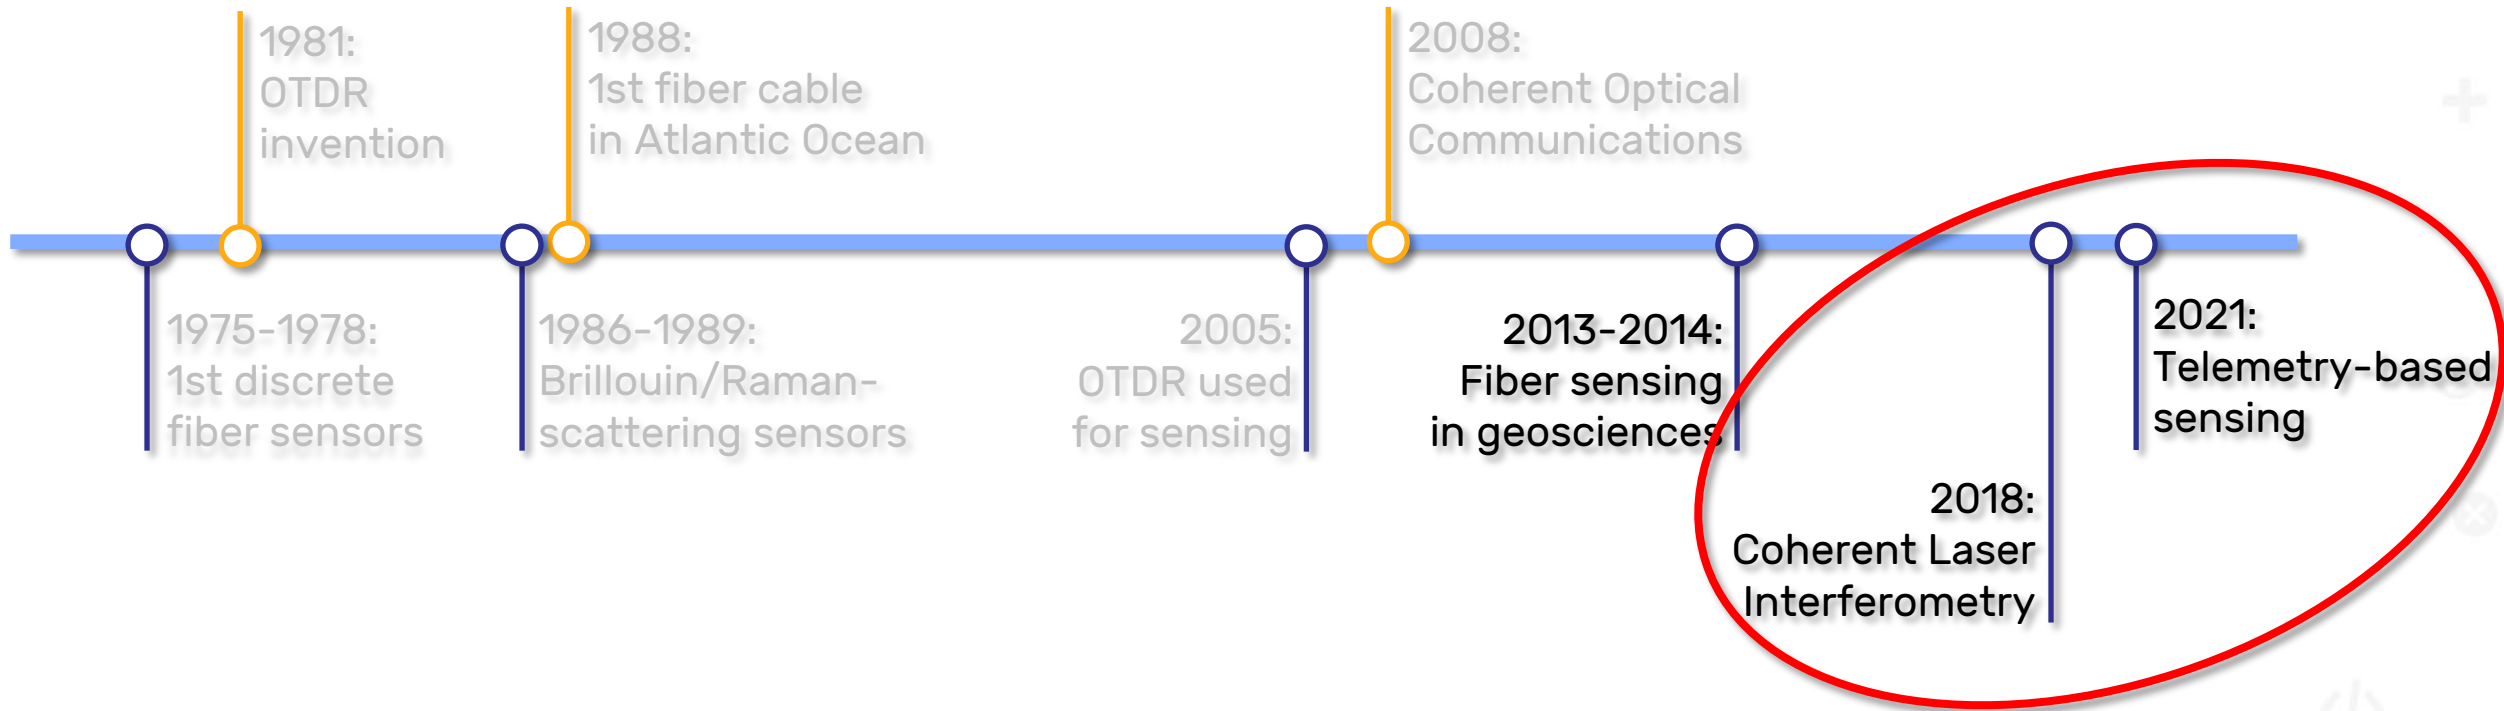 1981:
OTDR
invention
1988:
1st fiber cable
in Atlantic Ocean
2008:
Coherent Optical
Communications
1975-1978:
1st discrete
fiber sensors
1986-1989:
Brillouin/Raman-
scattering sensors
2005:
OTDR used
for sensing
2013-2014:
Fiber sensing
in geosciences
2018:
Coherent Laser
Interferometry
2021:
Telemetry-based
sensing